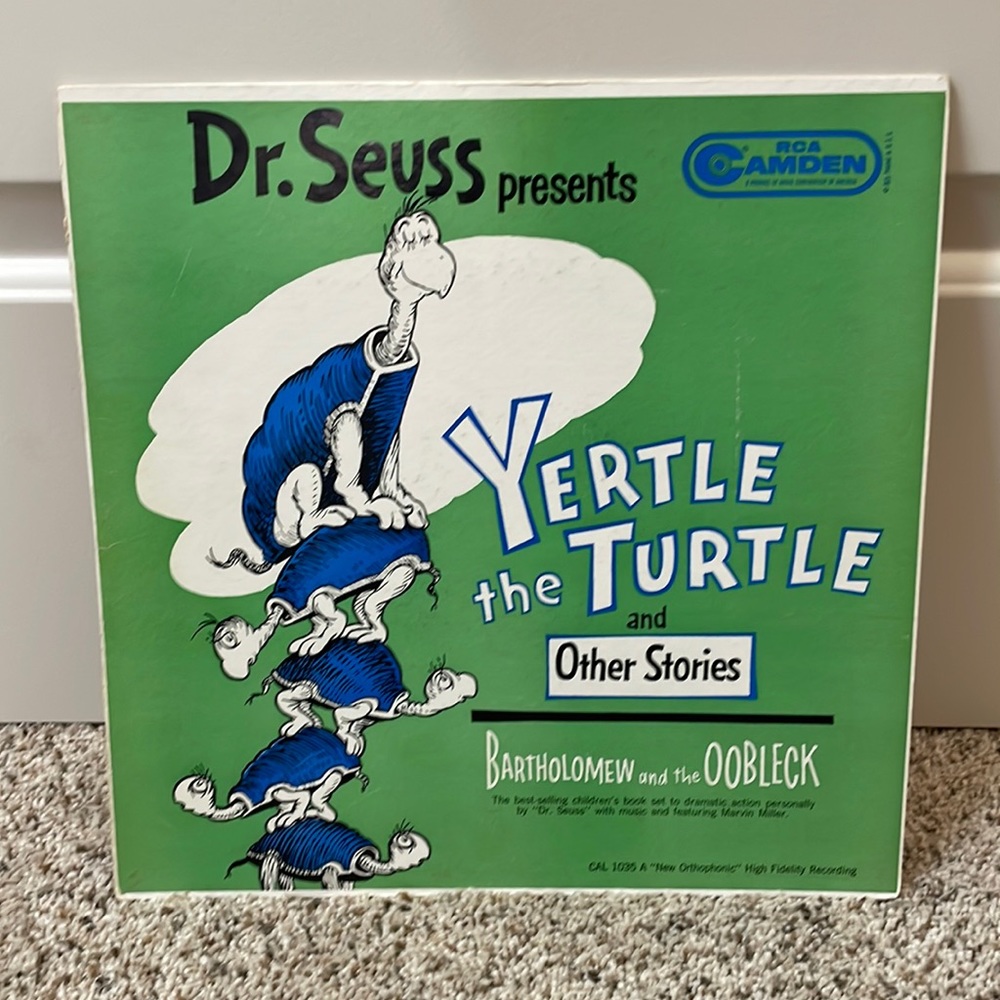 Dr. Seuss presents
RCA
CAMDEN
YERTLE
the TURTLE
and
Other Stories
BARTHOLOMEW and the OOBLECK
The best-selling children's book set to dramatic action personally
by "Dr. Seuss" with music and featuring Marvin Miller.
CAL 1035 A "New Orthophonic" High Fidelity Recording